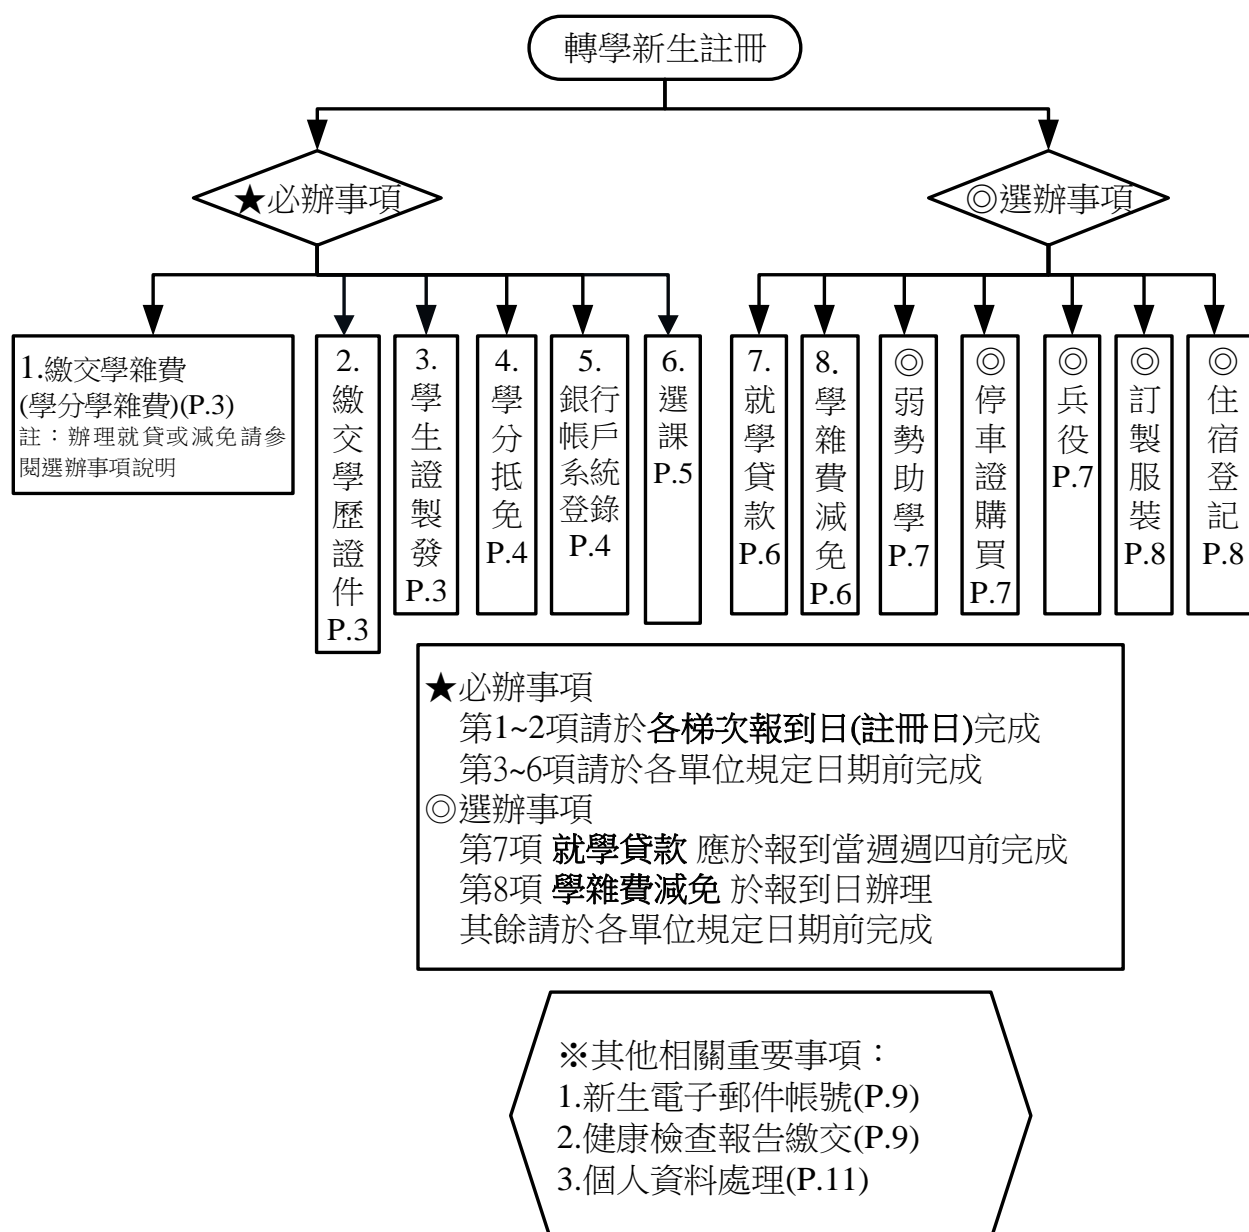 轉學新生註冊
★必辦事項
◎選辦事項
1.繳交學雜費
(學分學雜費)(P.3)
註：辦理就貸或減免請參
閱選辦事項說明
2.
繳
交
學
歷
證
件
P.3
3.
學
生
證
製
發
P.3
4.
學
分
抵
免
P.4
5.
銀行
帳戶
系統
登錄
P.4
6.
選
課
P.5
7.
就
學
貸
款
P.6
8.
學
雜
費
減
免
P.6
◎
弱
勢
助
學
P.7
◎
停
車
證
購
買
P.7
◎
兵
役
P.7
◎
訂
製
服
裝
P.8
◎
住
宿
登
記
P.8
★必辦事項
第1~2項請於各梯次報到日(註冊日)完成
第3~6項請於各單位規定日期前完成
◎選辦事項
第7項 就學貸款 應於報到當週週四前完成
第8項 學雜費減免 於報到日辦理
其餘請於各單位規定日期前完成
※其他相關重要事項：
1.新生電子郵件帳號(P.9)
2.健康檢查報告繳交(P.9)
3.個人資料處理(P.11)